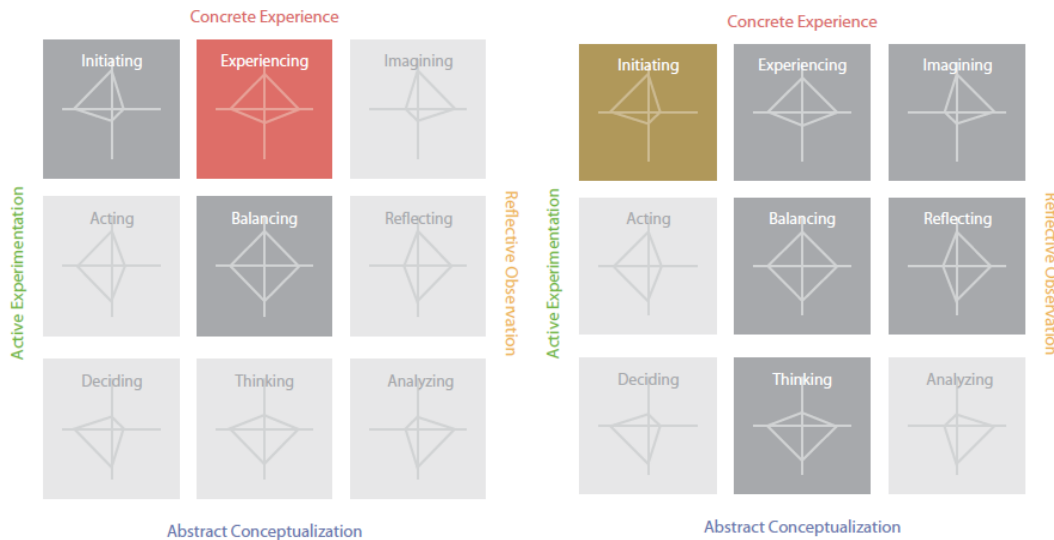 Concrete Experience
Initiating
Experiencing
Imagining
Acting
Balancing
Reflecting
Deciding
Thinking
Analyzing
Active Experimentation
Reflective Observation
Abstract Conceptualization
Concrete Experience
Initiating
Experiencing
Imagining
Acting
Balancing
Reflecting
Deciding
Thinking
Analyzing
Active Experimentation
Reflective Observation
Abstract Conceptualization